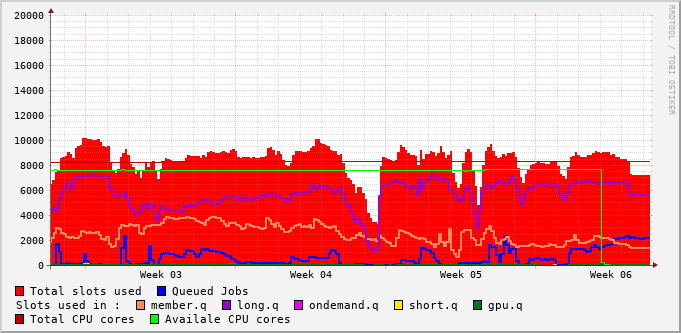 20000
18000
16000
14000
12000
10000
8000
6000
4000
2000
0
Week 03 Week 04 Week 05 Week 06
RRDTOOL / TOBI OETIKER
Total slots used Queued Jobs
Slots used in : member.q long.q ondemand.q short.q gpu.q
Total CPU cores Availale CPU cores